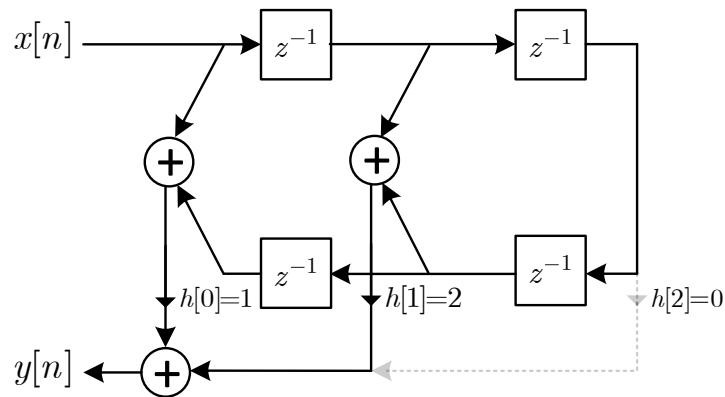 x[n]
z⁻¹
z⁻¹
+
+
z⁻¹
z⁻¹
h[0]=1
h[1]=2
h[2]=0
y[n]
+